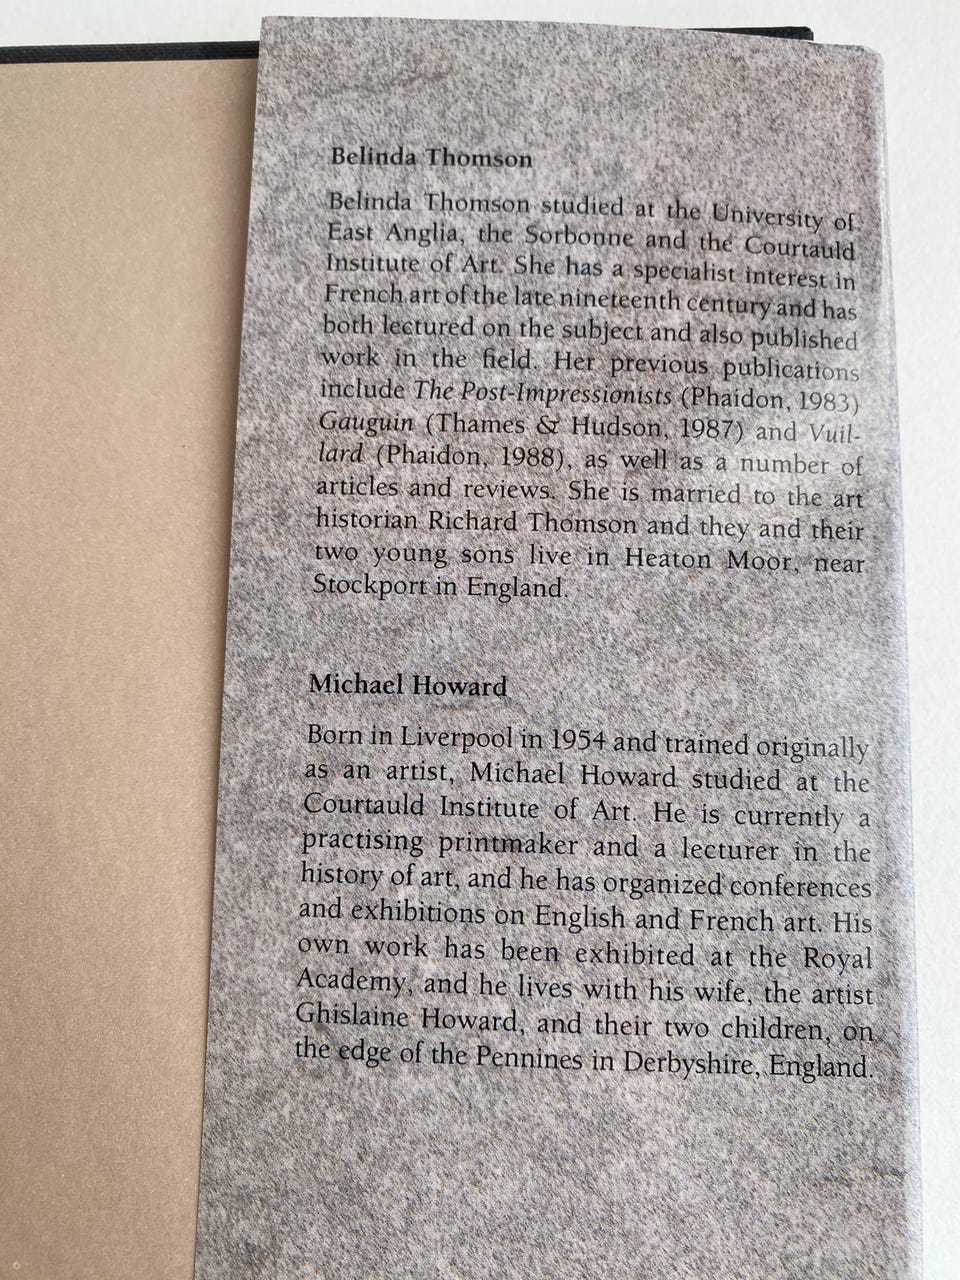 Belinda Thomson
Belinda Thomson studied at the University of
East Anglia, the Sorbonne and the Courtauld
Institute of Art. She has a specialist interest in
French art of the late nineteenth century and has
both lectured on the subject and also published
work in the field. Her previous publications
include The Post-Impressionists (Phaidon, 1983)
Gauguin (Thames & Hudson, 1987) and Vuil-
lard (Phaidon, 1988), as well as a number of
articles and reviews. She is married to the art
historian Richard Thomson and they and their
two young sons live in Heaton Moor, near
Stockport in England.
Michael Howard
Born in Liverpool in 1954 and trained originally
as an artist, Michael Howard studied at the
Courtauld Institute of Art. He is currently a
practising printmaker and a lecturer in the
history of art, and he has organized conferences
and exhibitions on English and French art. His
own work has been exhibited at the Royal
Academy, and he lives with his wife, the artist
Ghislaine Howard, and their two children, on
the edge of the Pennines in Derbyshire, England.